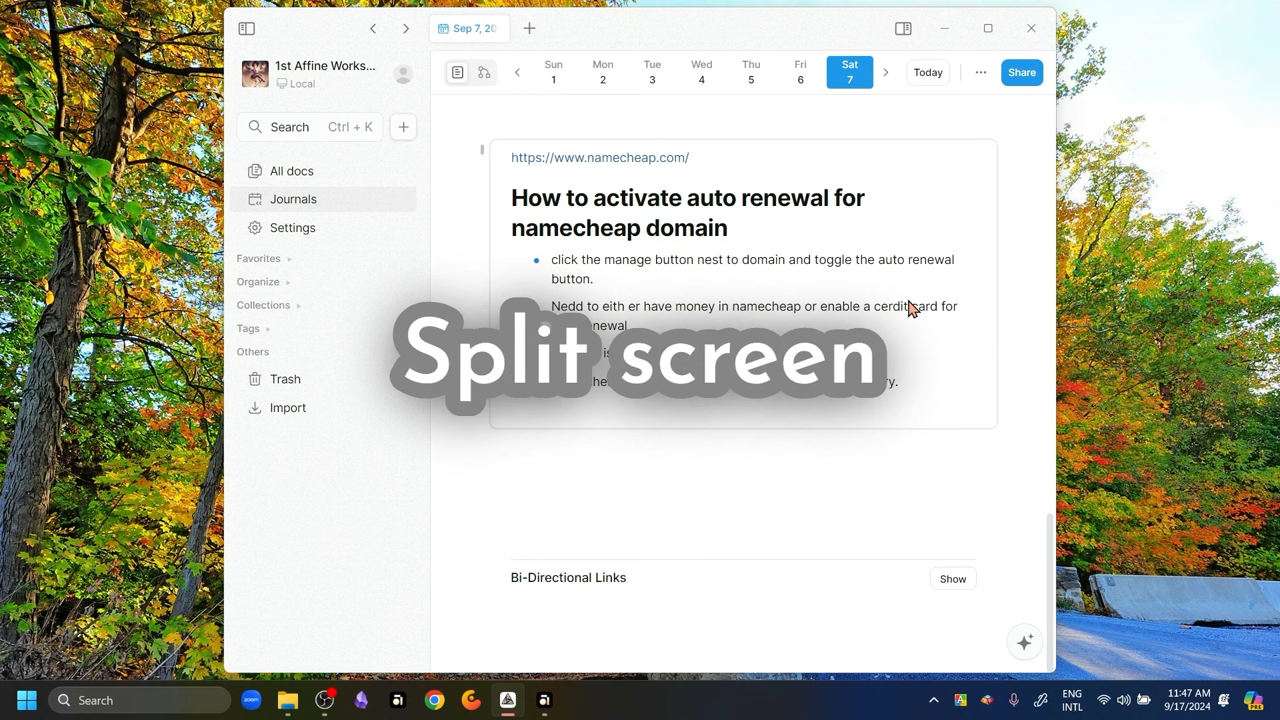 Sep 7, 20
1st Affine Works...
Local
Sun Mon Tue Wed Thu Fri Sat
1 2 3 4 5 6 7
Today
Share
Search Ctrl + K
All docs
Journals
Settings
Favorites
Organize
Collections
Tags
Others
Trash
Import
https://www.namecheap.com/
How to activate auto renewal for
namecheap domain
click the manage button nest to domain and toggle the auto renewal
button.
Nedd to eith er have money in namecheap or enable a cerdit card for
Split screen
Bi-Directional Links
Show
Search
zoom
ENG
INTL
11:47 AM
9/17/2024